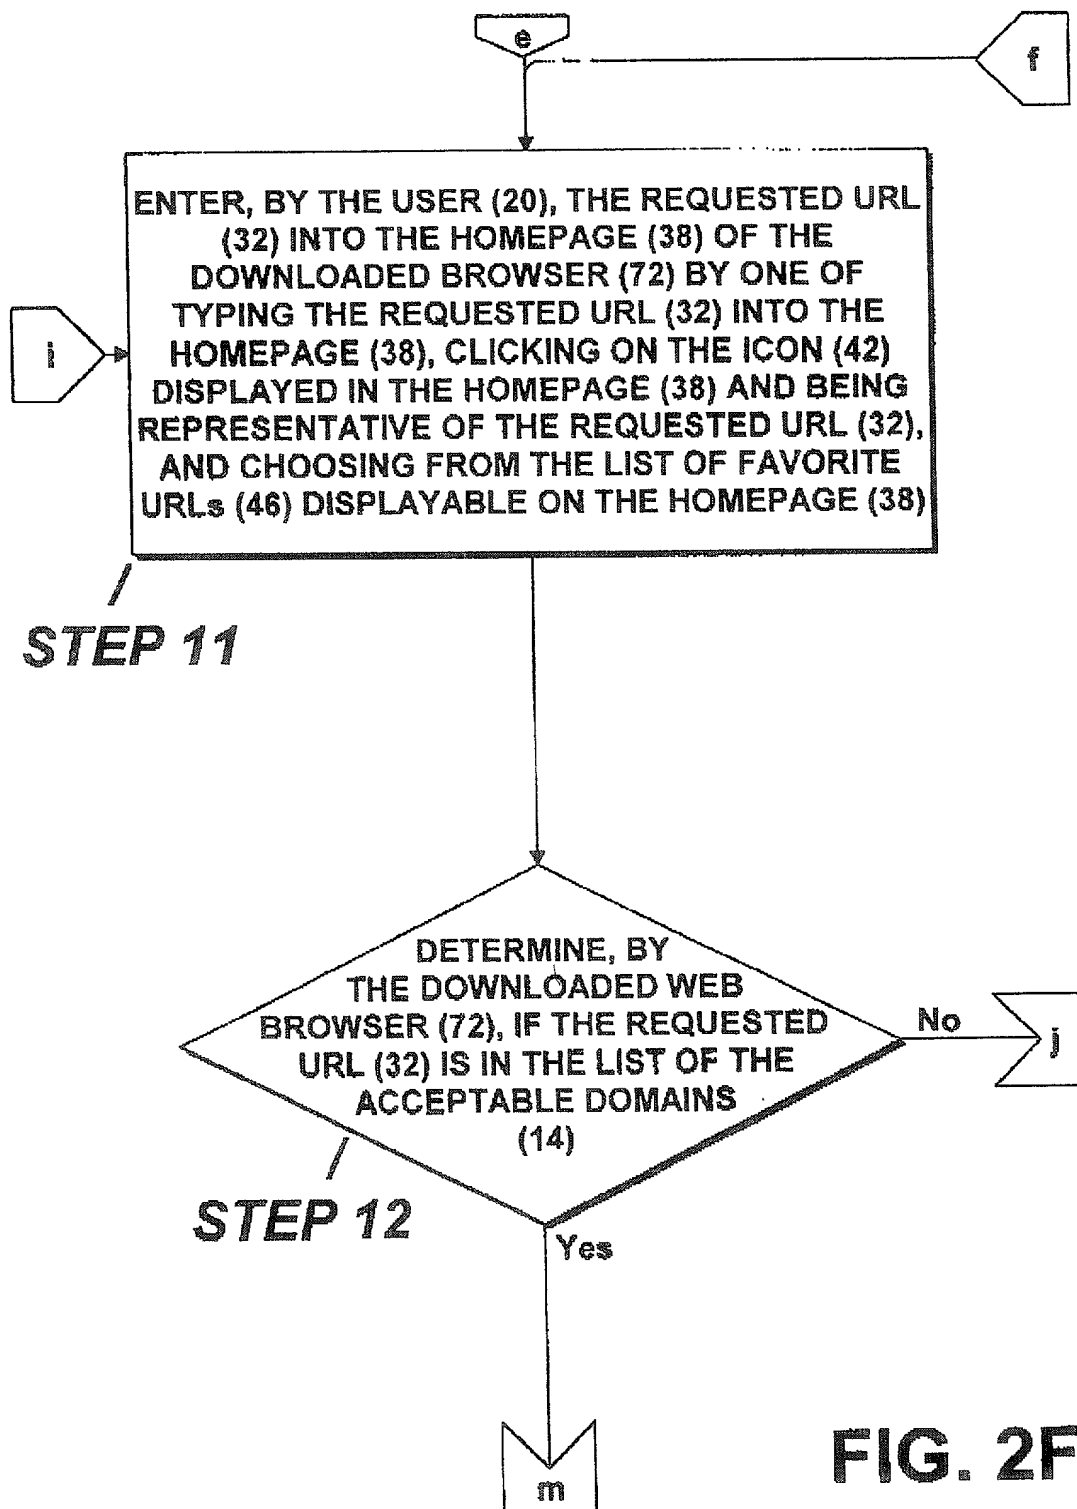 e
f
ENTER, BY THE USER (20), THE REQUESTED URL
(32) INTO THE HOMEPAGE (38) OF THE
DOWNLOADED BROWSER (72) BY ONE OF
TYPING THE REQUESTED URL (32) INTO THE
HOMEPAGE (38), CLICKING ON THE ICON (42)
DISPLAYED IN THE HOMEPAGE (38) AND BEING
REPRESENTATIVE OF THE REQUESTED URL (32),
AND CHOOSING FROM THE LIST OF FAVORITE
URLs (46) DISPLAYABLE ON THE HOMEPAGE (38)
i
STEP 11
DETERMINE, BY
THE DOWNLOADED WEB
BROWSER (72), IF THE REQUESTED
URL (32) IS IN THE LIST OF THE
ACCEPTABLE DOMAINS
(14)
No
j
STEP 12
Yes
m
FIG. 2F